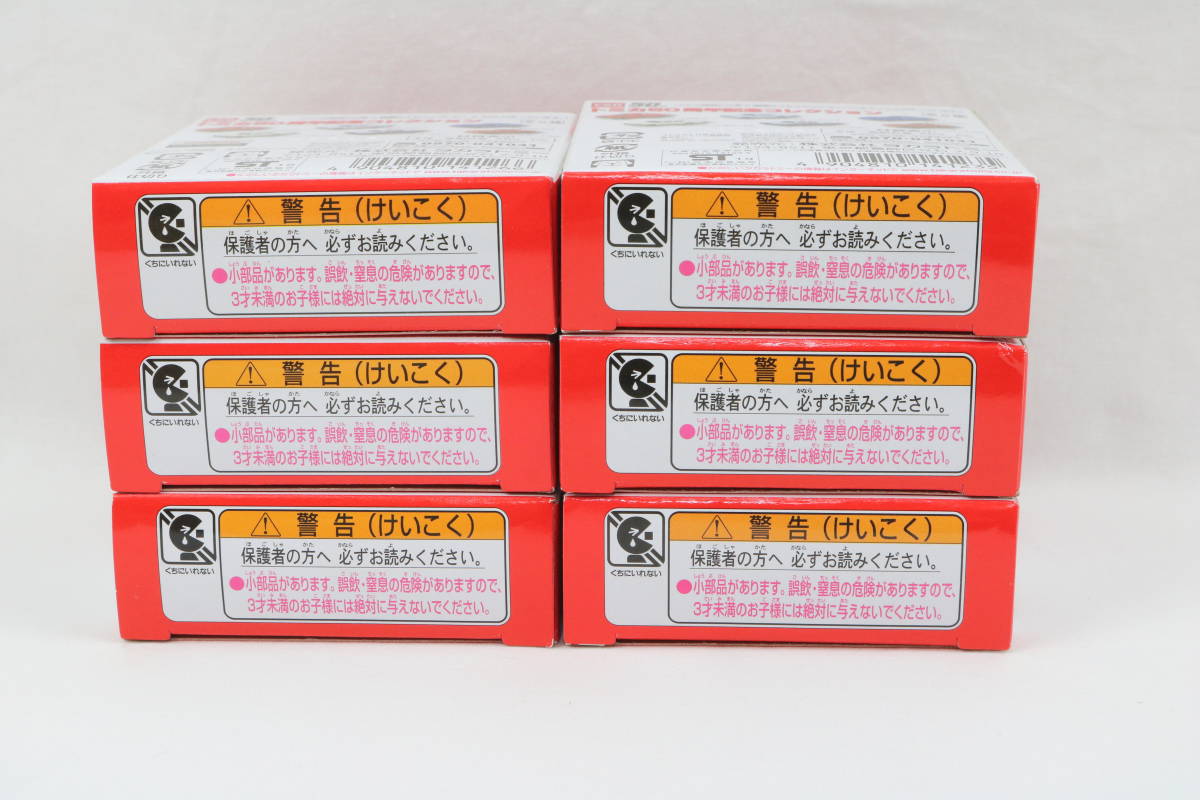 警告(けいこく)
保護者の方へ 必ずお読みください。
●小部品があります。誤飲・窒息の危険がありますので、
3才未満のお子様には絶対に与えないでください。
くちにいれない
警告(けいこく)
保護者の方へ 必ずお読みください。
●小部品があります。誤飲・窒息の危険がありますので、
3才未満のお子様には絶対に与えないでください。
くちにいれない
警告(けいこく)
保護者の方へ 必ずお読みください。
●小部品があります。誤飲・窒息の危険がありますので、
3才未満のお子様には絶対に与えないでください。
くちにいれない
警告(けいこく)
保護者の方へ 必ずお読みください。
●小部品があります。誤飲・窒息の危険がありますので、
3才未満のお子様には絶対に与えないでください。
くちにいれない
警告(けいこく)
保護者の方へ 必ずお読みください。
●小部品があります。誤飲・窒息の危険がありますので、
3才未満のお子様には絶対に与えないでください。
くちにいれない
警告(けいこく)
保護者の方へ 必ずお読みください。
●小部品があります。誤飲・窒息の危険がありますので、
3才未満のお子様には絶対に与えないでください。
くちにいれない